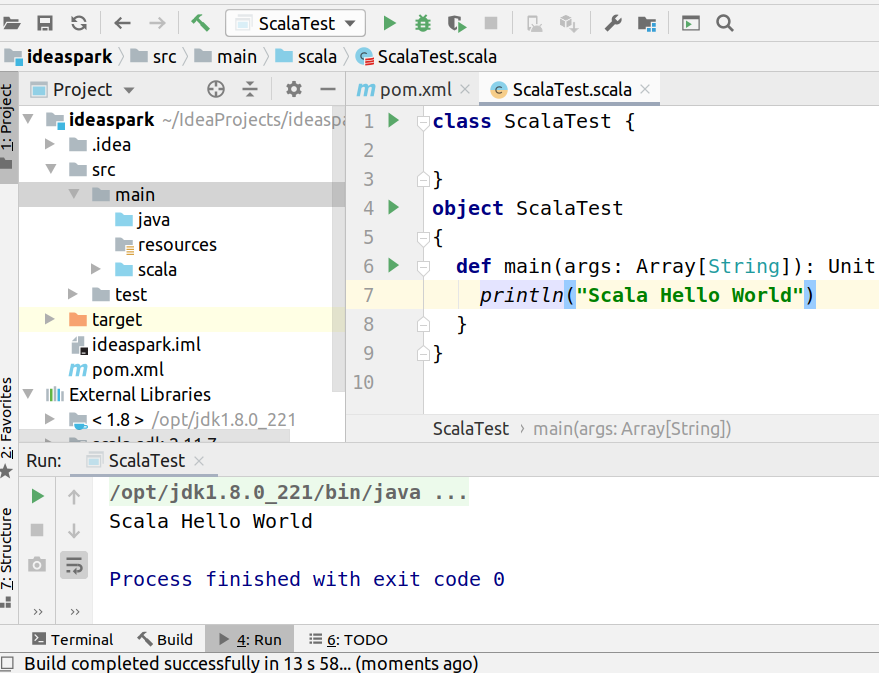 ScalaTest
ideaspark src main scala ScalaTest.scala
1: Project
Project
ideaspark ~/IdeaProjects/ideaspa
.idea
src
main
java
resources
scala
test
target
ideaspark.iml
pom.xml
External Libraries
< 1.8 > /opt/jdk1.8.0_221
pom.xml ScalaTest.scala
1 class ScalaTest {
2
3 }
4 object ScalaTest
5 {
6 def main(args: Array[String]): Unit
7 println("Scala Hello World")
8 }
9 }
10
ScalaTest › main(args: Array[String])
2: Favorites
7: Structure
Run: ScalaTest
/opt/jdk1.8.0_221/bin/java ...
Scala Hello World
Process finished with exit code 0
Terminal Build 4: Run 6: TODO
Build completed successfully in 13 s 58... (moments ago)